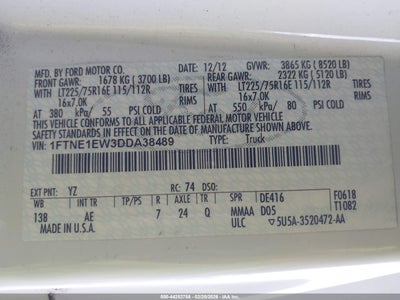 MFD. BY FORD MOTOR CO.
12/12 GVWR: 3865 KG ( 8520 LB)
FRONT GAWR: 1678 KG ( 3700 LB)
REAR GAWR: 2322 KG ( 5120 LB)
WITH LT225/75R16E 115/112R TIRES
WITH LT225/75R16E 115/112R TIRES
16x7.0K RIMS
16x7.0K RIMS
AT 380 kPa/ 55 PSI COLD
AT 550 kPa/ 80 PSI COLD
THIS VEHICLE CONFORMS TO ALL APPLICABLE FEDERAL MOTOR VEHICLE
SAFETY STANDARDS IN EFFECT ON THE DATE OF MANUFACTURE SHOWN ABOVE.
VIN: 1FTNE1EW3DDA38489
TYPE: Truck
EXT PNT: YZ RC: 74 DSO:
WB INT TR TP/PS R AXLE TR SPR DE416 F0618
138 AE 7 24 Q MMAA DOS T1082
MADE IN U.S.A. ULC 5U5A-3520472-AA